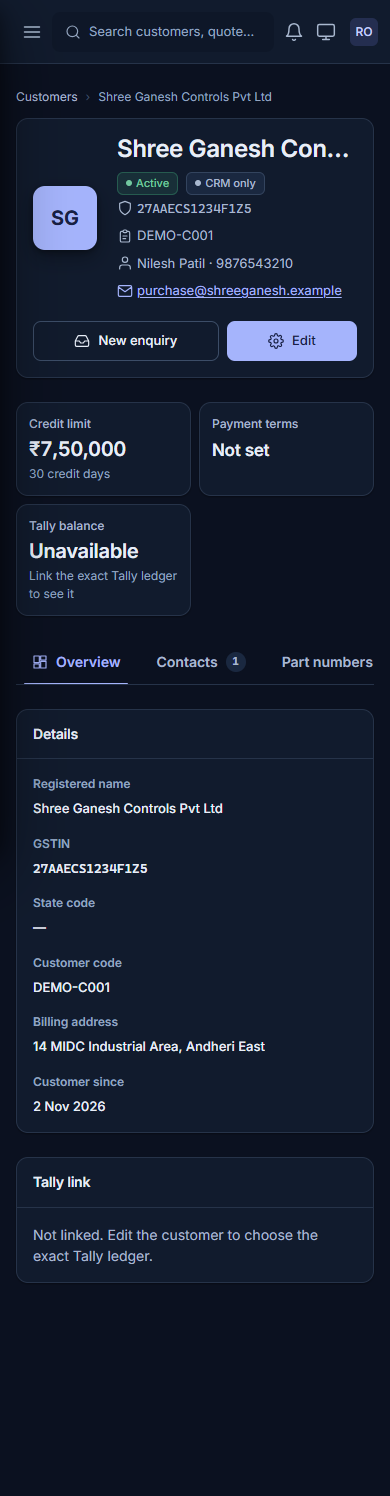 Search customers, quote...
RO
Customers › Shree Ganesh Controls Pvt Ltd
SG
Shree Ganesh Con...
Active
CRM only
27AAECS1234F1Z5
DEMO-C001
Nilesh Patil · 9876543210
purchase@shreeganesh.example
New enquiry
Edit
Credit limit
₹7,50,000
30 credit days
Payment terms
Not set
Tally balance
Unavailable
Link the exact Tally ledger
to see it
Overview
Contacts 1
Part numbers
Details
Registered name
Shree Ganesh Controls Pvt Ltd
GSTIN
27AAECS1234F1Z5
State code
—
Customer code
DEMO-C001
Billing address
14 MIDC Industrial Area, Andheri East
Customer since
2 Nov 2026
Tally link
Not linked. Edit the customer to choose the
exact Tally ledger.